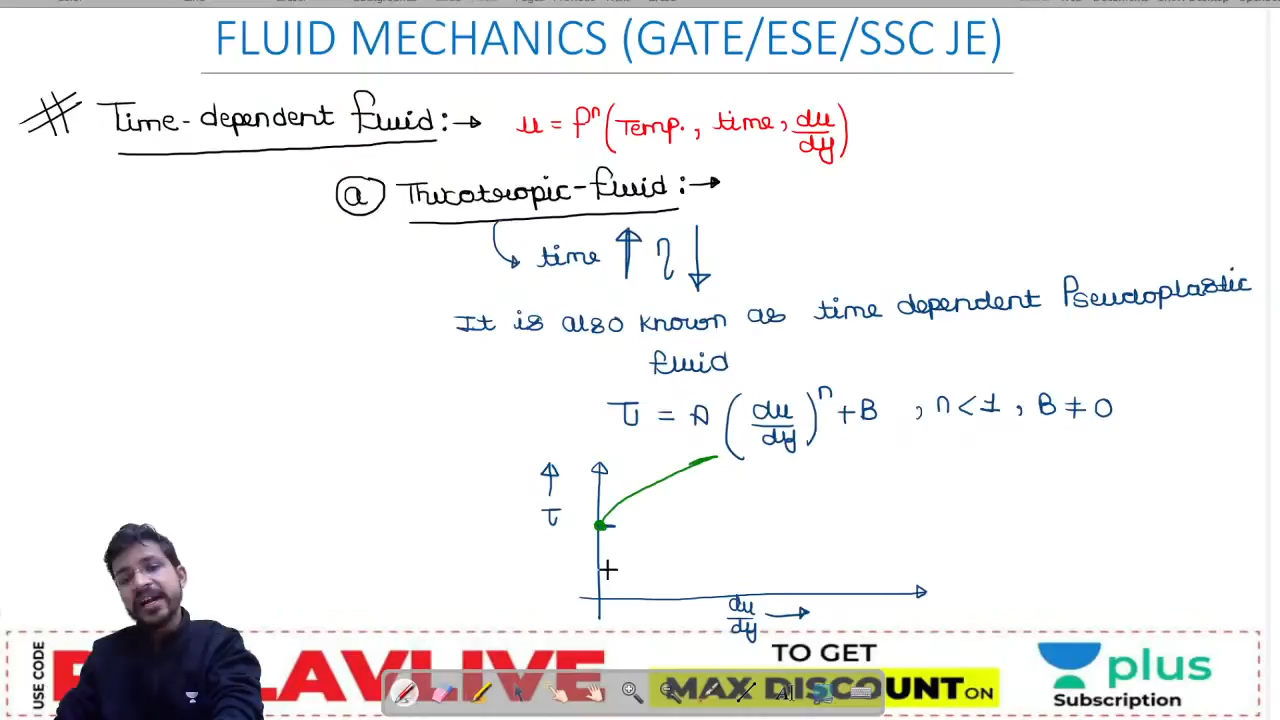 FLUID MECHANICS (GATE/ESE/SSC JE)
# Time-dependent fluid:→ μ = fⁿ(Temp., time, du/dy)
(a) Thixotropic-fluid:→
time ↑ η ↓
It is also known as time dependent Pseudoplastic
fluid
τ = A (du/dy)ⁿ + B , n < 1, B ≠ 0
↑
τ
du/dy →
USE CODE
LAVLIVE
TO GET
MAX DISCOUNT ON
plus
Subscription